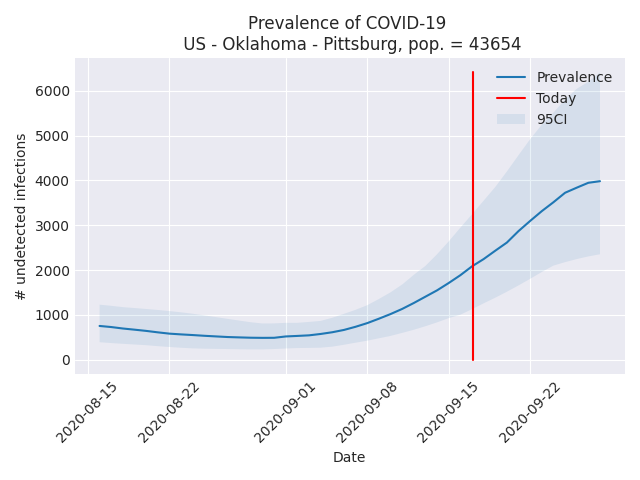 Prevalence of COVID-19
US - Oklahoma - Pittsburg, pop. = 43654
Prevalence
Today
95CI
6000
5000
4000
3000
2000
1000
0
# undetected infections
2020-08-15
2020-08-22
2020-09-01
2020-09-08
2020-09-15
2020-09-22
Date